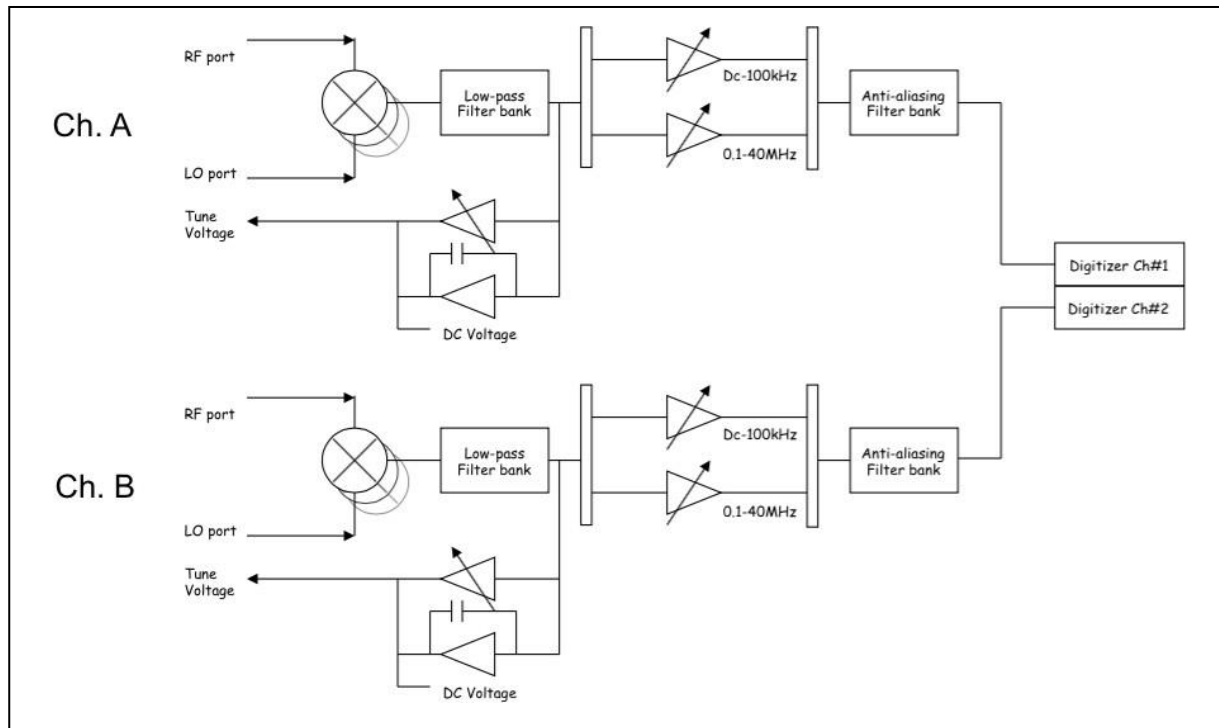 Ch. A
RF port
LO port
Tune
Voltage
Low-pass
Filter bank
Dc-100kHz
0.1-40MHz
Anti-aliasing
Filter bank
DC Voltage
Digitizer Ch#1
Digitizer Ch#2
Ch. B
RF port
LO port
Tune
Voltage
Low-pass
Filter bank
Dc-100kHz
0.1-40MHz
Anti-aliasing
Filter bank
DC Voltage